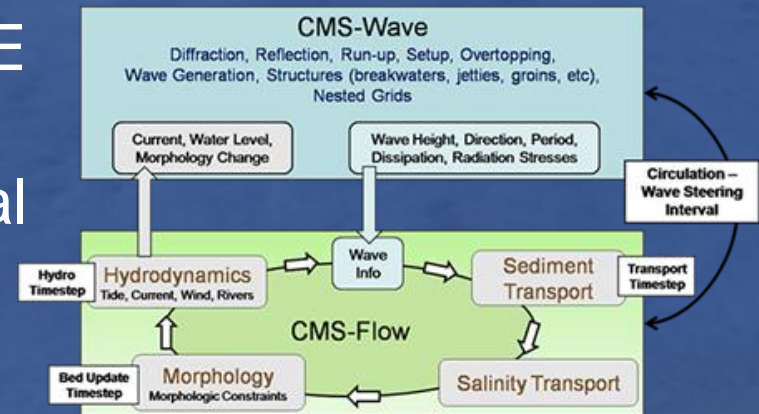 E
al
CMS-Wave
Diffraction, Reflection, Run-up, Setup, Overtopping,
Wave Generation, Structures (breakwaters, jetties, groins, etc),
Nested Grids
Current, Water Level,
Morphology Change
Wave Height, Direction, Period,
Dissipation, Radiation Stresses
Circulation –
Wave Steering
Interval
Hydro
Timestep
Hydrodynamics
Tide, Current, Wind, Rivers
Wave
Info
Sediment
Transport
Transport
Timestep
CMS-Flow
Bed Update
Timestep
Morphology
Morphologic Constraints
Salinity Transport